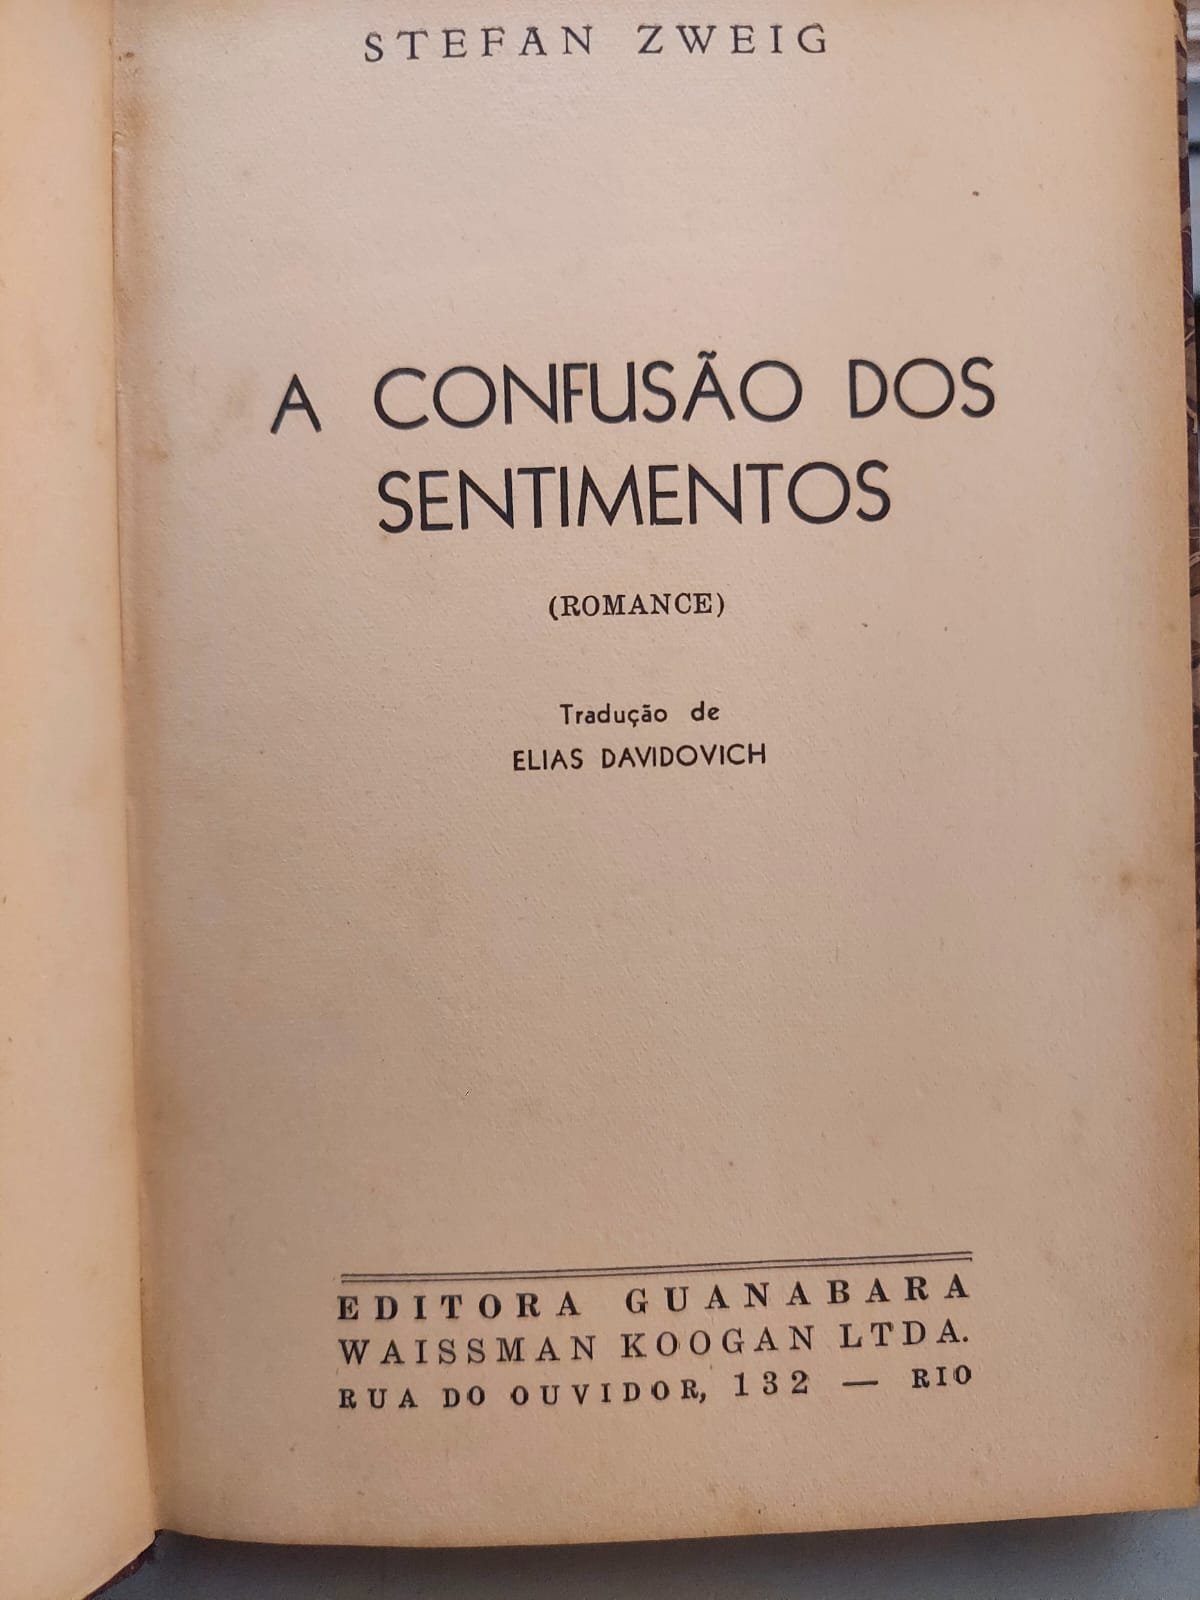 STEFAN ZWEIG
A CONFUSÃO DOS
SENTIMENTOS
(ROMANCE)
Tradução de
ELIAS DAVIDOVICH
EDITORA GUANABARA
WAISSMAN KOOGAN LTDA.
RUA DO OUVIDOR, 132 — RIO